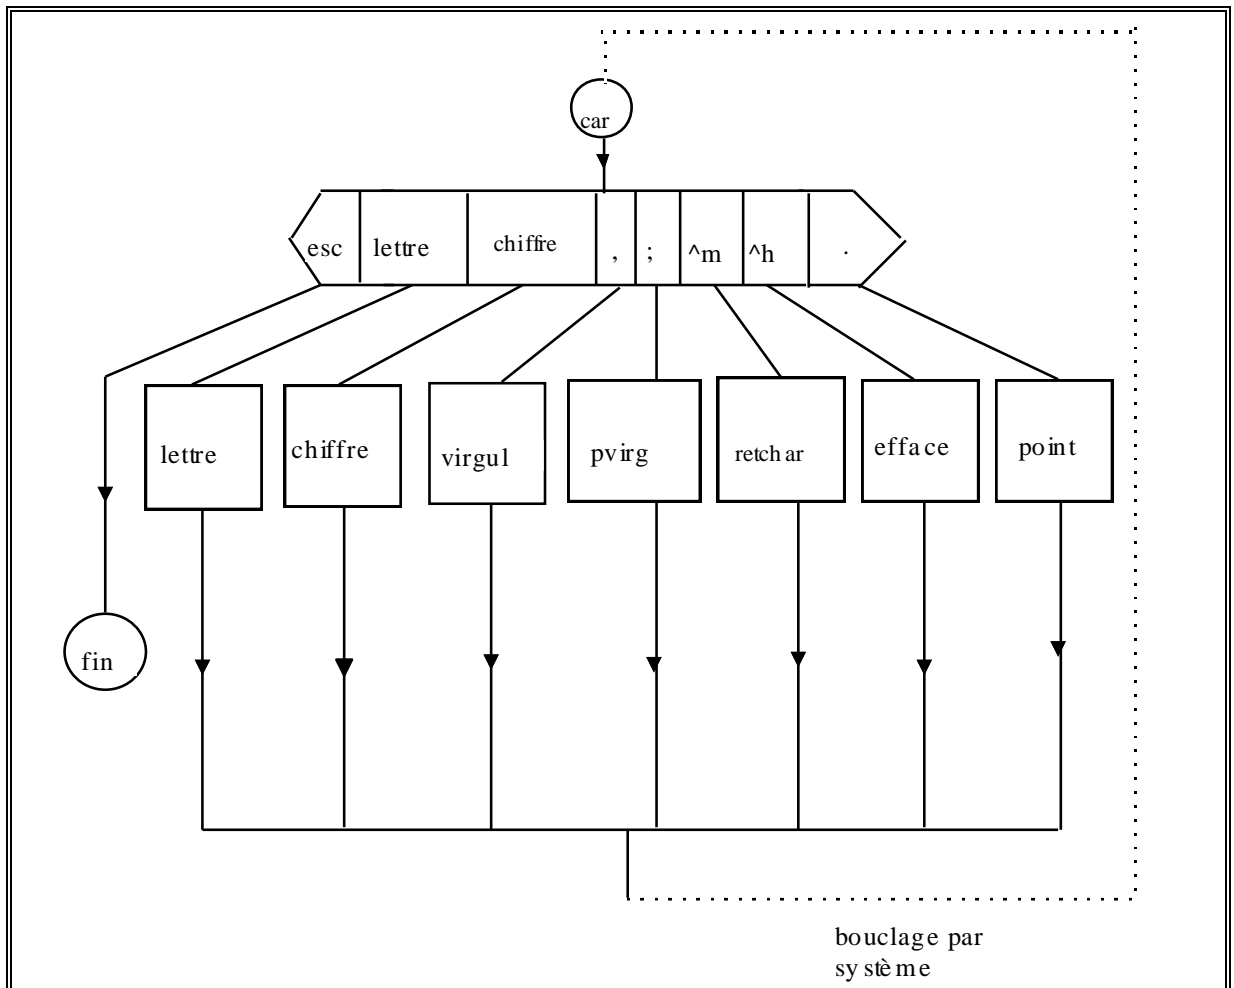 car
esc lettre chiffre , ; ^m ^h .
lettre chiffre virgul pvirg retchar efface point
fin
bouclage par
système